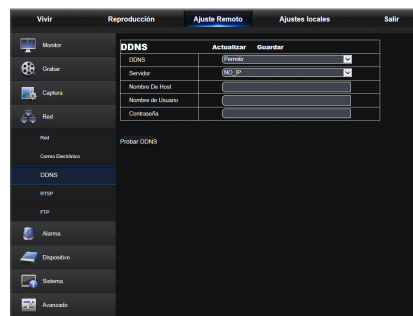 Vivir Reproducción Ajuste Remoto Ajustes locales Salir
Monitor
Grabar
Captura
Red
Red
Correo Electrónico
DDNS
RTSP
FTP
Alarma
Dispositivo
Sistema
Avanzado
DDNS Actualizar Guardar
DDNS Permitir
Servidor NO_IP
Nombre De Host
Nombre de Usuario
Contraseña
Probar DDNS